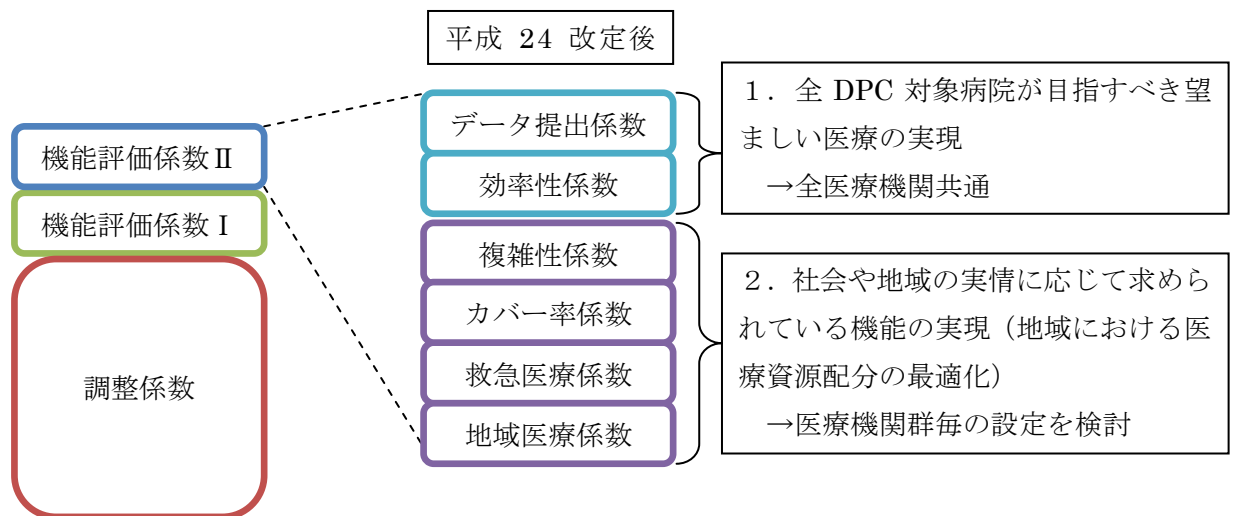 平成 24 改定後
機能評価係数Ⅱ
機能評価係数Ⅰ
調整係数
データ提出係数
効率性係数
複雑性係数
カバー率係数
救急医療係数
地域医療係数
１．全 DPC 対象病院が目指すべき望
ましい医療の実現
→全医療機関共通
２．社会や地域の実情に応じて求めら
れている機能の実現（地域における医
療資源配分の最適化）
→医療機関群毎の設定を検討